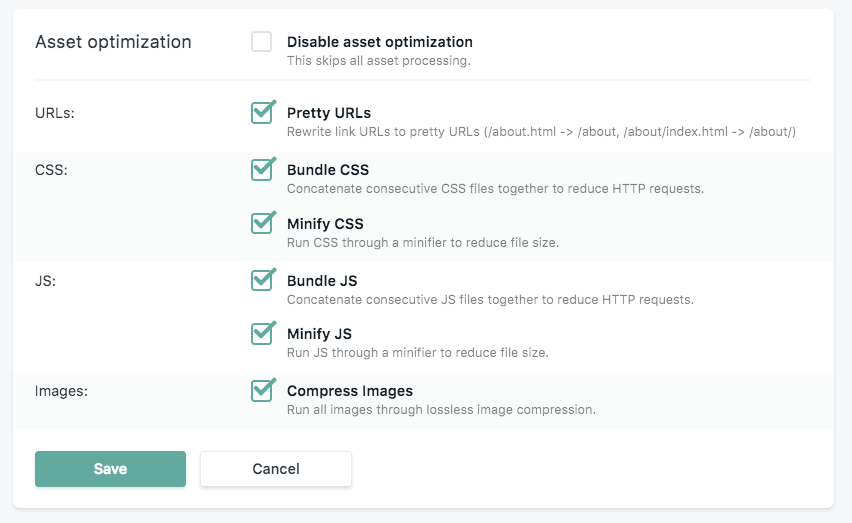 Asset optimization
Disable asset optimization
This skips all asset processing.
URLs:
Pretty URLs
Rewrite link URLs to pretty URLs (/about.html -> /about, /about/index.html -> /about/)
CSS:
Bundle CSS
Concatenate consecutive CSS files together to reduce HTTP requests.
Minify CSS
Run CSS through a minifier to reduce file size.
JS:
Bundle JS
Concatenate consecutive JS files together to reduce HTTP requests.
Minify JS
Run JS through a minifier to reduce file size.
Images:
Compress Images
Run all images through lossless image compression.
Save
Cancel